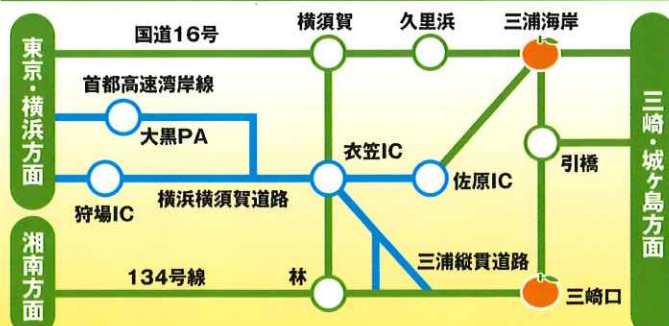 東京・横浜方面
国道16号
横須賀
久里浜
三浦海岸
首都高速湾岸線
大黒PA
衣笠IC
狩場IC
横浜横須賀道路
佐原IC
引橋
三崎・城ヶ島方面
湘南方面
134号線
林
三浦縦貫道路
三崎口